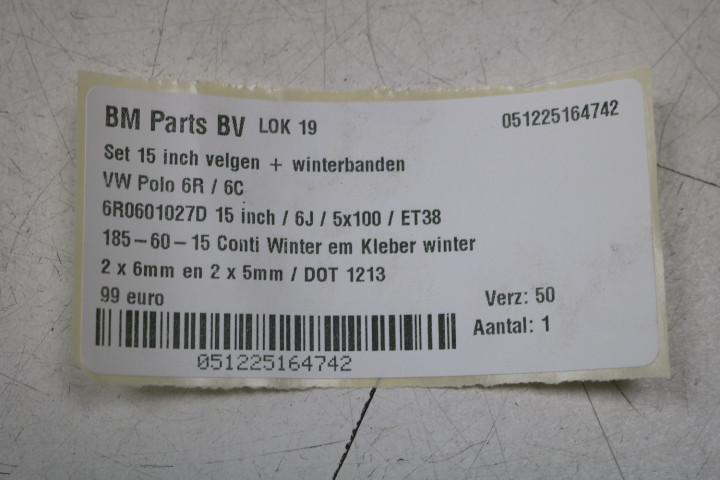 BM Parts BV LOK 19 051225164742
Set 15 inch velgen + winterbanden
VW Polo 6R / 6C
6R0601027D 15 inch / 6J / 5x100 / ET38
185-60-15 Conti Winter em Kleber winter
2 x 6mm en 2 x 5mm / DOT 1213
99 euro Verz: 50
Aantal: 1
051225164742